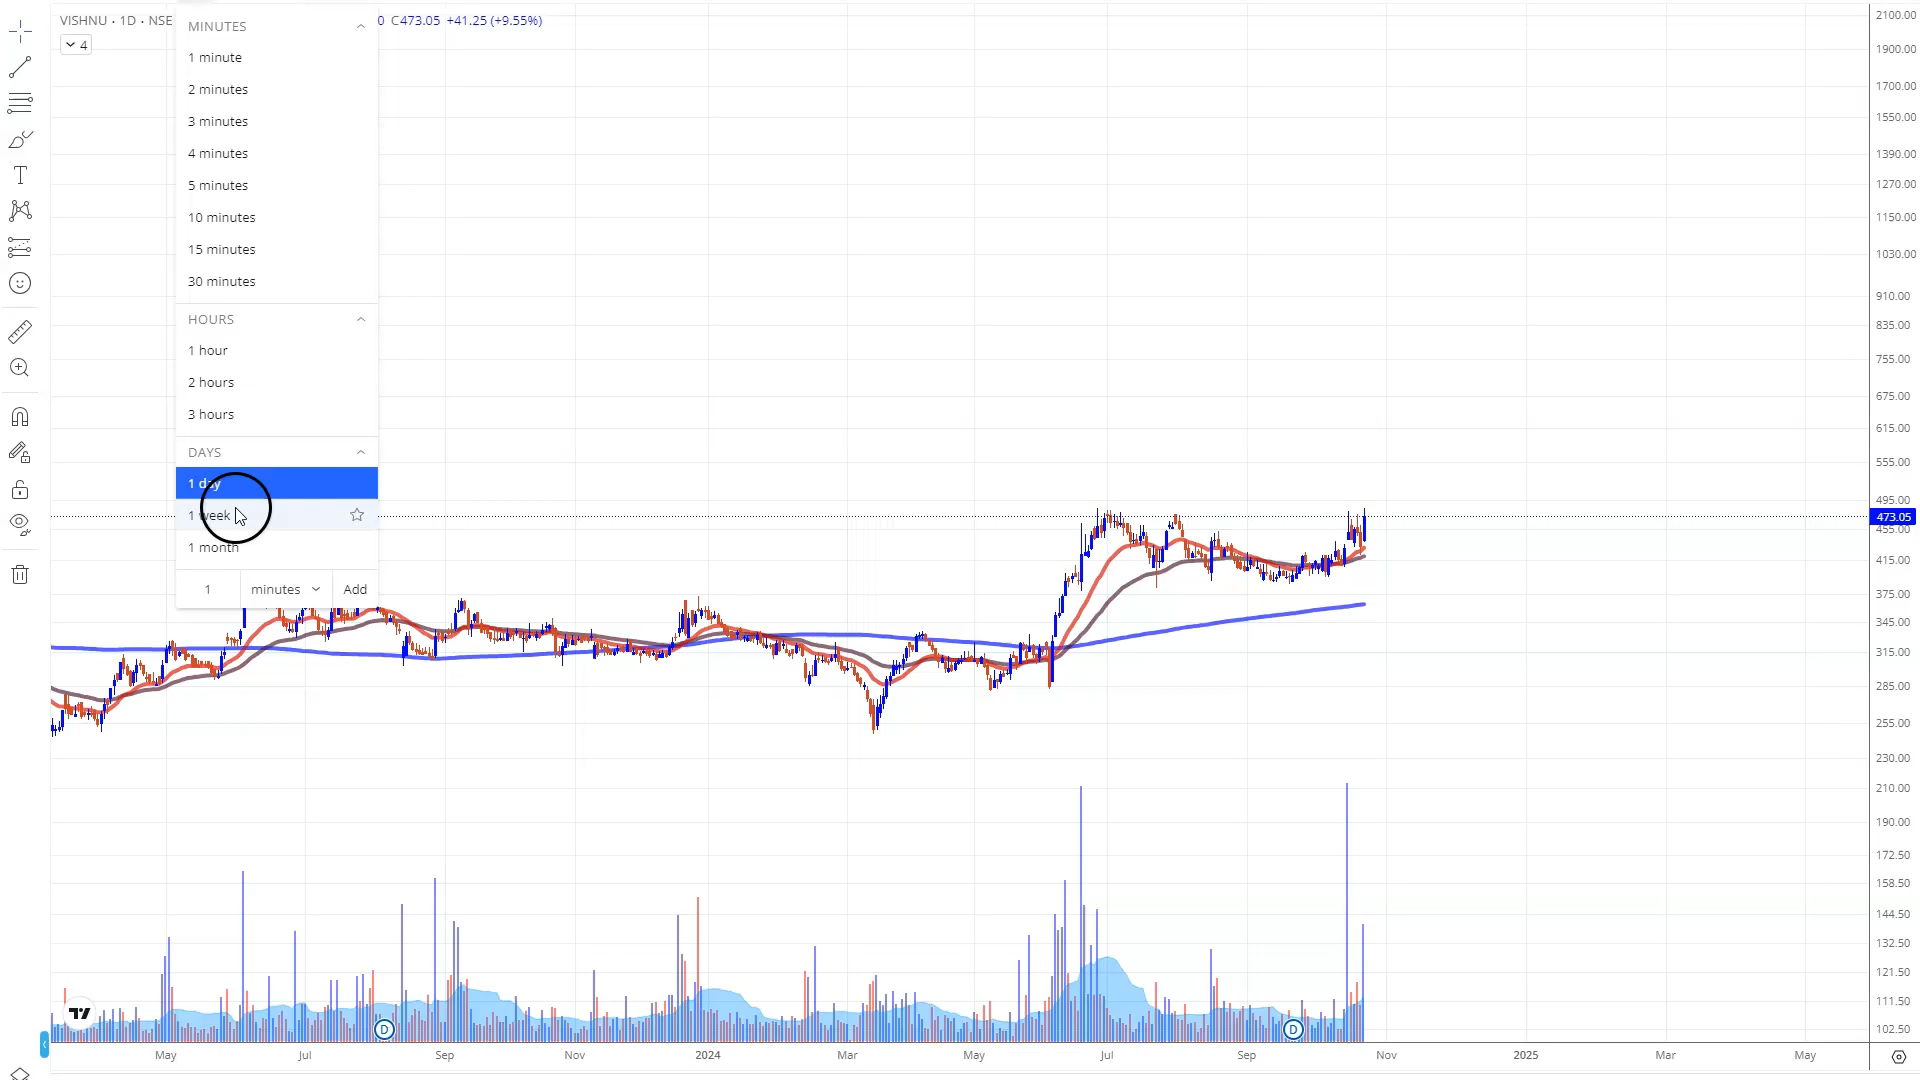 VISHNU · 1D · NSE
0 C473.05 +41.25 (+9.55%)
4
MINUTES
1 minute
2 minutes
3 minutes
4 minutes
5 minutes
10 minutes
15 minutes
30 minutes
HOURS
1 hour
2 hours
3 hours
DAYS
1 day
1 week
1 month
1 minutes Add
2100.00
1900.00
1700.00
1550.00
1390.00
1270.00
1150.00
1030.00
910.00
835.00
755.00
675.00
615.00
555.00
495.00
473.05
455.00
415.00
375.00
345.00
315.00
285.00
255.00
230.00
210.00
190.00
172.50
158.50
144.50
132.50
121.50
111.50
102.50
D
D
May
Jul
Sep
Nov
2024
Mar
May
Jul
Sep
Nov
2025
Mar
May